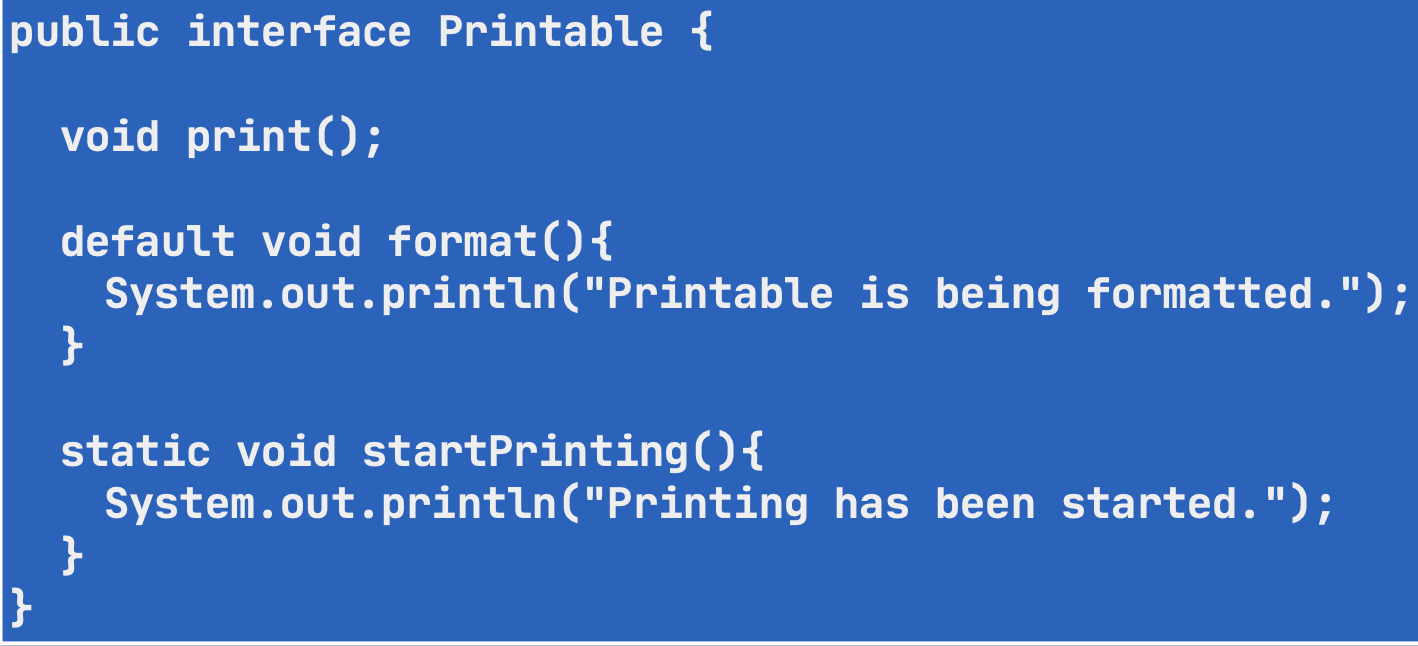 public interface Printable {
void print();
default void format(){
System.out.println("Printable is being formatted.");
}
static void startPrinting(){
System.out.println("Printing has been started.");
}
}